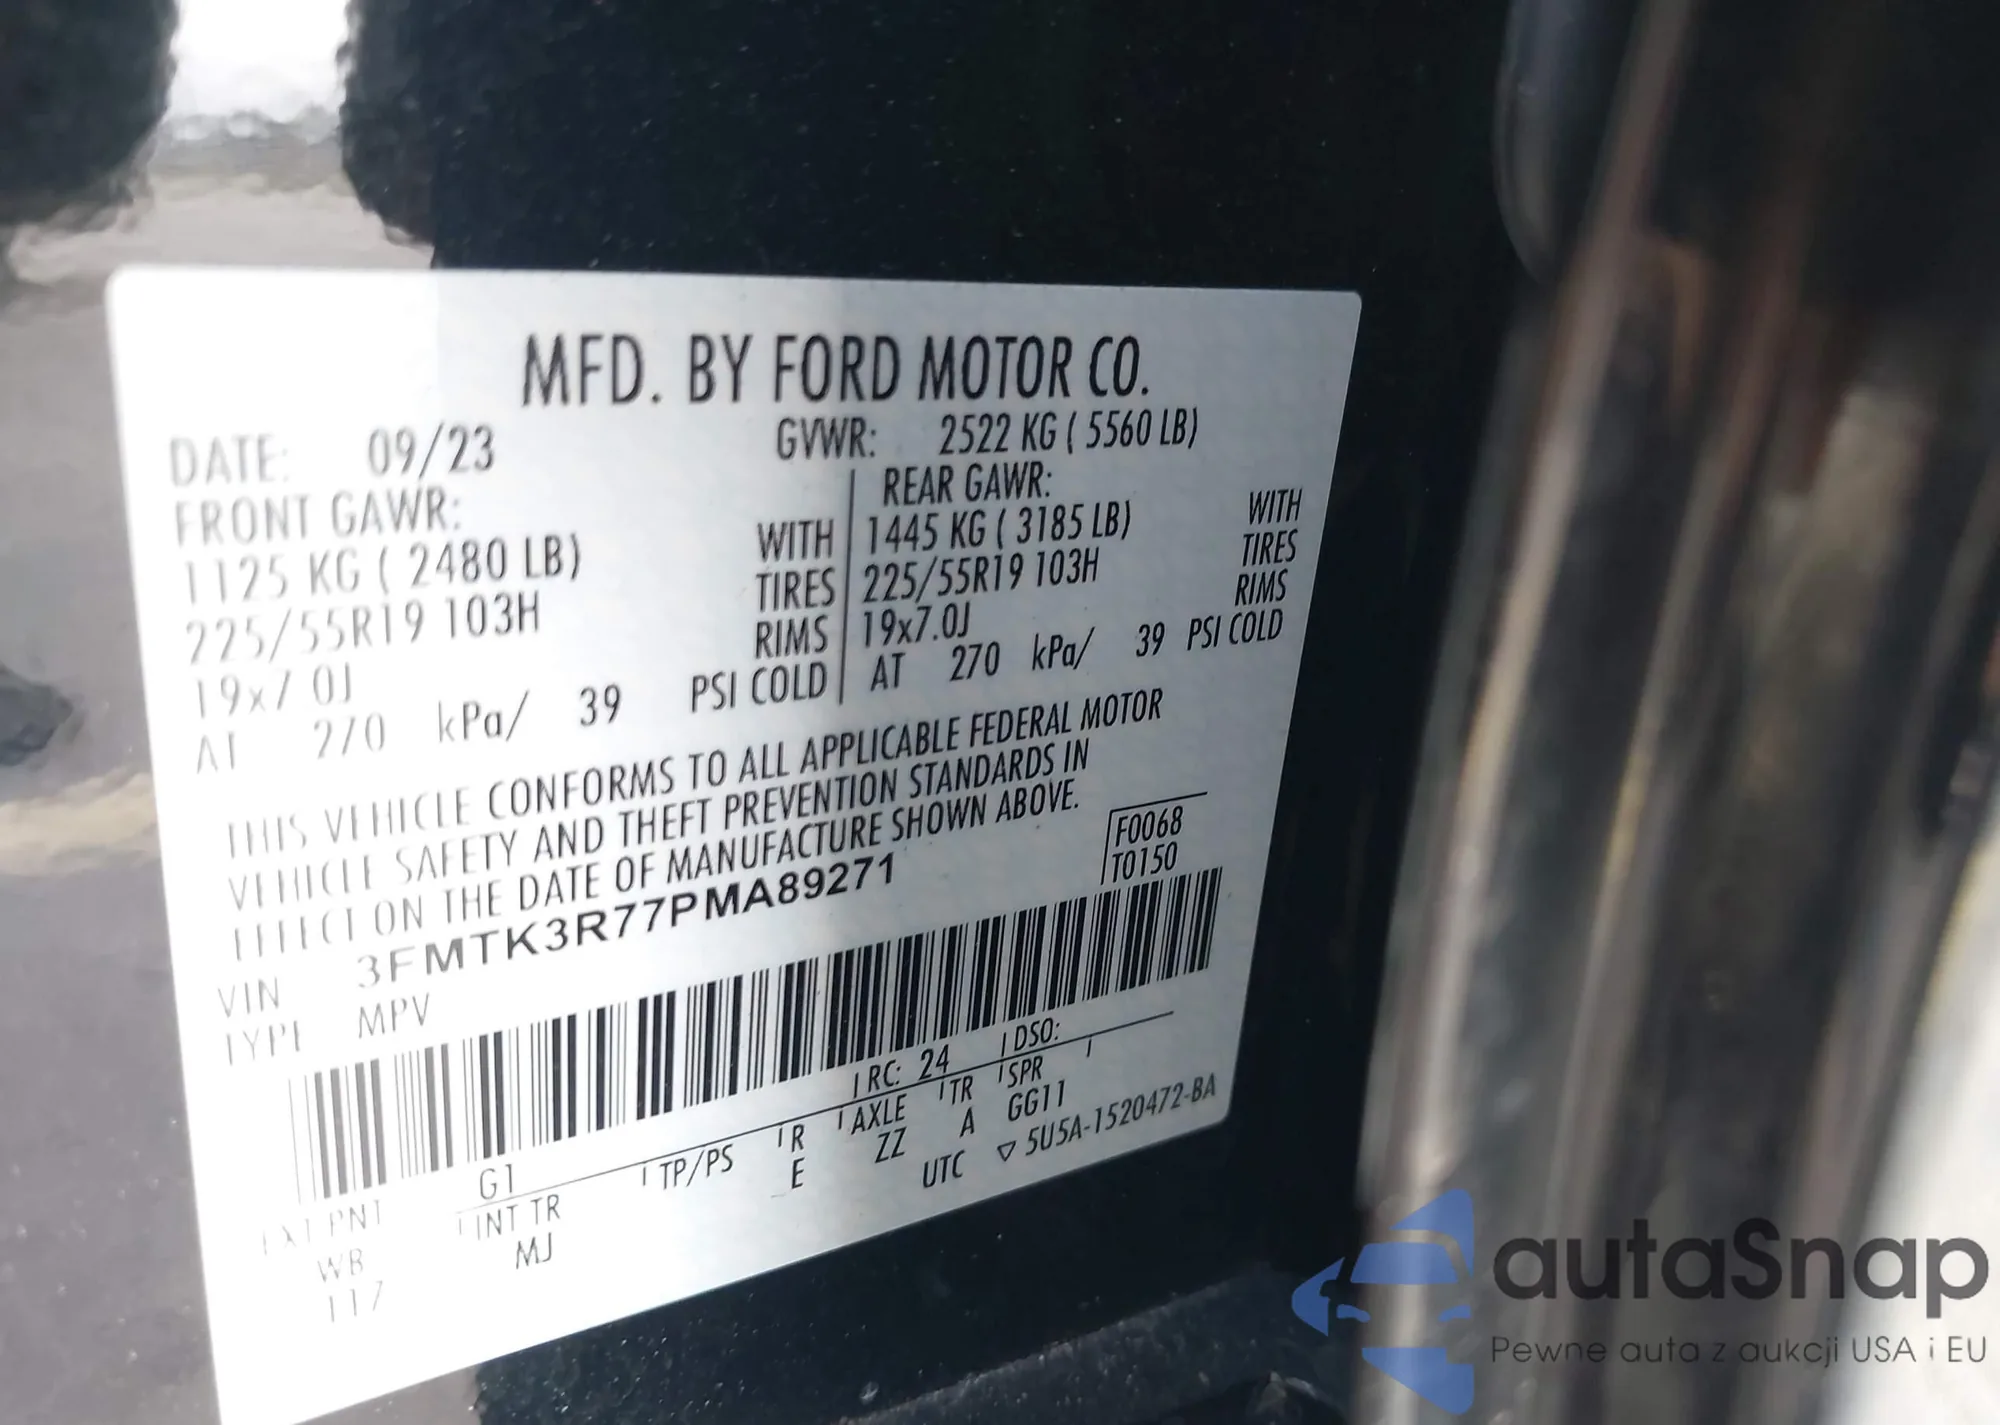 MFD. BY FORD MOTOR CO.
DATE: 09/23 GVWR: 2522 KG ( 5560 LB)
FRONT GAWR: REAR GAWR:
1125 KG ( 2480 LB) WITH 1445 KG ( 3185 LB) WITH
225/55R19 103H TIRES 225/55R19 103H TIRES
19x7.0J RIMS 19x7.0J RIMS
AT 270 kPa/ 39 PSI COLD AT 270 kPa/ 39 PSI COLD
THIS VEHICLE CONFORMS TO ALL APPLICABLE FEDERAL MOTOR
VEHICLE SAFETY AND THEFT PREVENTION STANDARDS IN
EFFECT ON THE DATE OF MANUFACTURE SHOWN ABOVE.
F0068
T0150
VIN 3FMTK3R77PMA89271
TYPE MPV
EXT PNT G1 RC: 24 DSO:
WB INT TR TP/PS R AXLE TR SPR
117 MJ E ZZ A GG11
UTC ▽ 5U5A-1520472-BA
autaSnap
Pewne auta z aukcji USA i EU